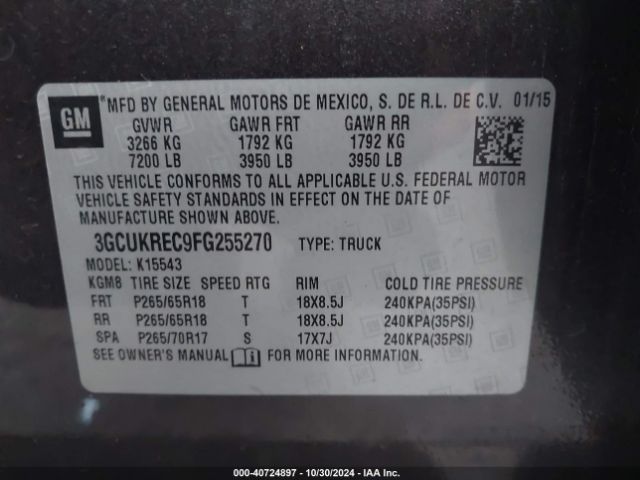 GM
*MFD BY GENERAL MOTORS DE MEXICO, S. DE R.L. DE C.V. 01/15
GVWR GAWR FRT GAWR RR
3266 KG 1792 KG 1792 KG
7200 LB 3950 LB 3950 LB
THIS VEHICLE CONFORMS TO ALL APPLICABLE U.S. FEDERAL MOTOR
VEHICLE SAFETY STANDARDS IN EFFECT ON THE DATE OF
MANUFACTURE SHOWN ABOVE.
3GCUKREC9FG255270 TYPE: TRUCK
MODEL: K15543
KGM8 TIRE SIZE SPEED RTG RIM COLD TIRE PRESSURE
FRT P265/65R18 T 18X8.5J 240KPA(35PSI)
RR P265/65R18 T 18X8.5J 240KPA(35PSI)
SPA P265/70R17 S 17X7J 240KPA(35PSI)
SEE OWNER'S MANUAL FOR MORE INFORMATION.
000-40724897 - 10/30/2024 - IAA Inc.